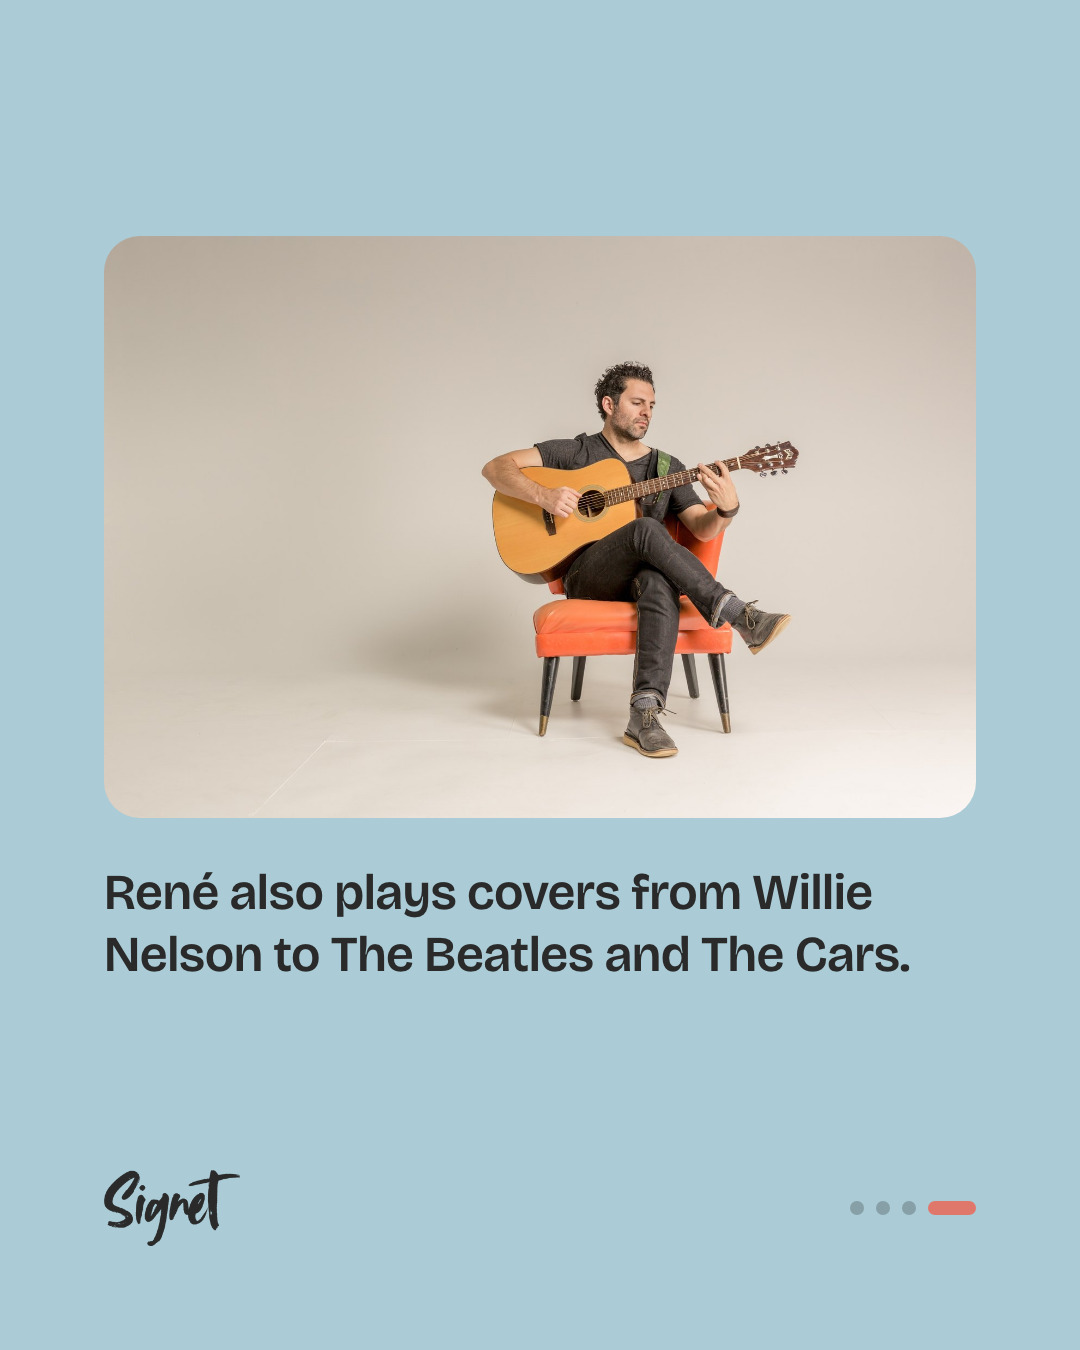 René also plays covers from Willie
Nelson to The Beatles and The Cars.
Signet